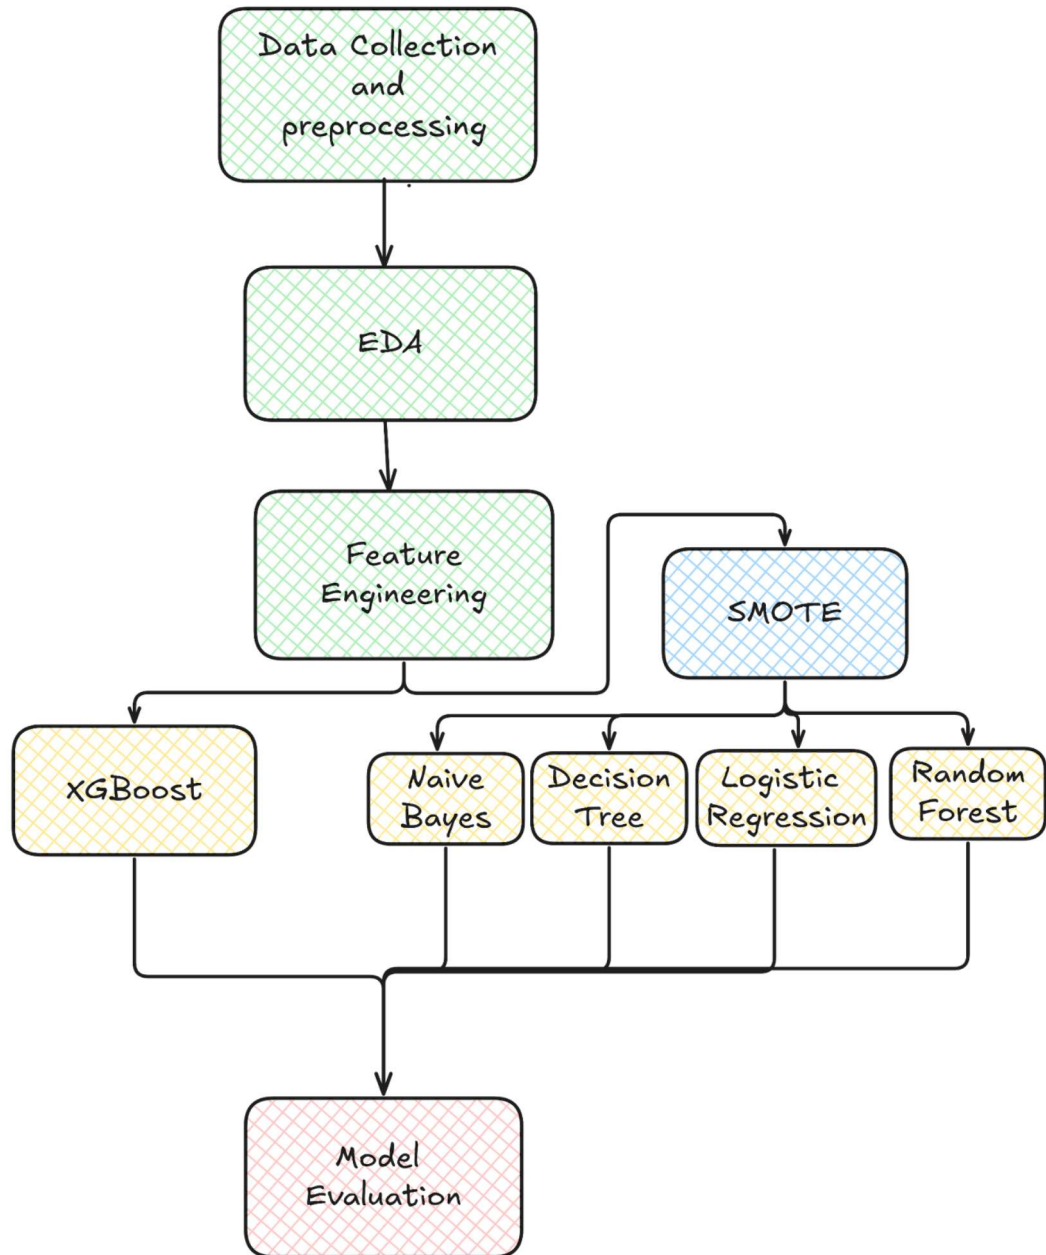 Data Collection
and
preprocessing
EDA
Feature
Engineering
SMOTE
XGBoost
Naive
Bayes
Decision
Tree
Logistic
Regression
Random
Forest
Model
Evaluation